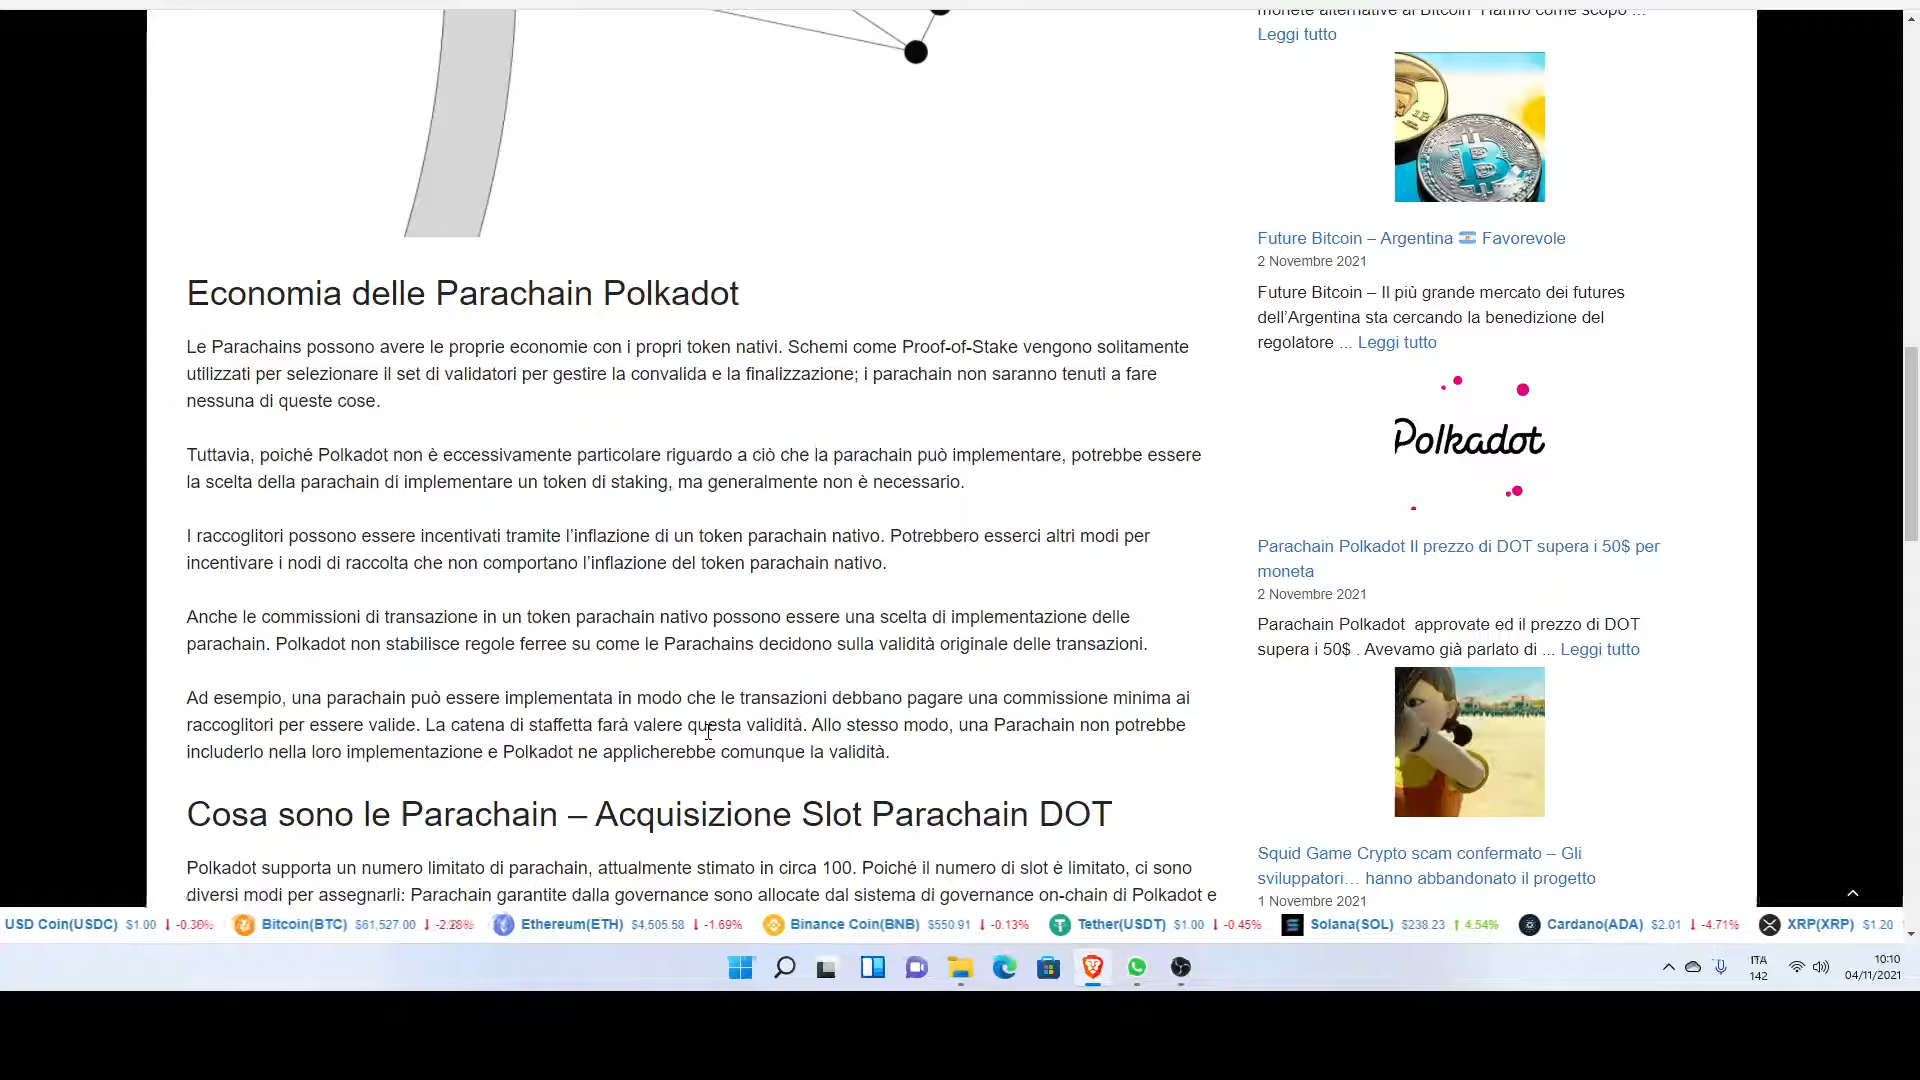 monete alternative al Bitcoin Hanno come scopo ...
Leggi tutto
Future Bitcoin – Argentina 🇦🇷 Favorevole
2 Novembre 2021
Future Bitcoin – Il più grande mercato dei futures
dell'Argentina sta cercando la benedizione del
regolatore ... Leggi tutto
Polkadot
Parachain Polkadot Il prezzo di DOT supera i 50$ per
moneta
2 Novembre 2021
Parachain Polkadot approvate ed il prezzo di DOT
supera i 50$ . Avevamo già parlato di ... Leggi tutto
Squid Game Crypto scam confermato – Gli
sviluppatori… hanno abbandonato il progetto
1 Novembre 2021
Economia delle Parachain Polkadot
Le Parachains possono avere le proprie economie con i propri token nativi. Schemi come Proof-of-Stake vengono solitamente
utilizzati per selezionare il set di validatori per gestire la convalida e la finalizzazione; i parachain non saranno tenuti a fare
nessuna di queste cose.
Tuttavia, poiché Polkadot non è eccessivamente particolare riguardo a ciò che la parachain può implementare, potrebbe essere
la scelta della parachain di implementare un token di staking, ma generalmente non è necessario.
I raccoglitori possono essere incentivati tramite l'inflazione di un token parachain nativo. Potrebbero esserci altri modi per
incentivare i nodi di raccolta che non comportano l'inflazione del token parachain nativo.
Anche le commissioni di transazione in un token parachain nativo possono essere una scelta di implementazione delle
parachain. Polkadot non stabilisce regole ferree su come le Parachains decidono sulla validità originale delle transazioni.
Ad esempio, una parachain può essere implementata in modo che le transazioni debbano pagare una commissione minima ai
raccoglitori per essere valide. La catena di staffetta farà valere questa validità. Allo stesso modo, una Parachain non potrebbe
includerlo nella loro implementazione e Polkadot ne applicherebbe comunque la validità.
Cosa sono le Parachain – Acquisizione Slot Parachain DOT
Polkadot supporta un numero limitato di parachain, attualmente stimato in circa 100. Poiché il numero di slot è limitato, ci sono
diversi modi per assegnarli: Parachain garantite dalla governance sono allocate dal sistema di governance on-chain di Polkadot e
USD Coin(USDC) $1.00 ↓ -0.36% Bitcoin(BTC) $61,527.00 ↓ -2.28% Ethereum(ETH) $4,505.58 ↓ -1.69% Binance Coin(BNB) $550.91 ↓ -0.13% Tether(USDT) $1.00 ↓ -0.45% Solana(SOL) $238.23 ↑ 4.54% Cardano(ADA) $2.01 ↓ -4.71% XRP(XRP) $1.20
ITA
142
10:10
04/11/2021